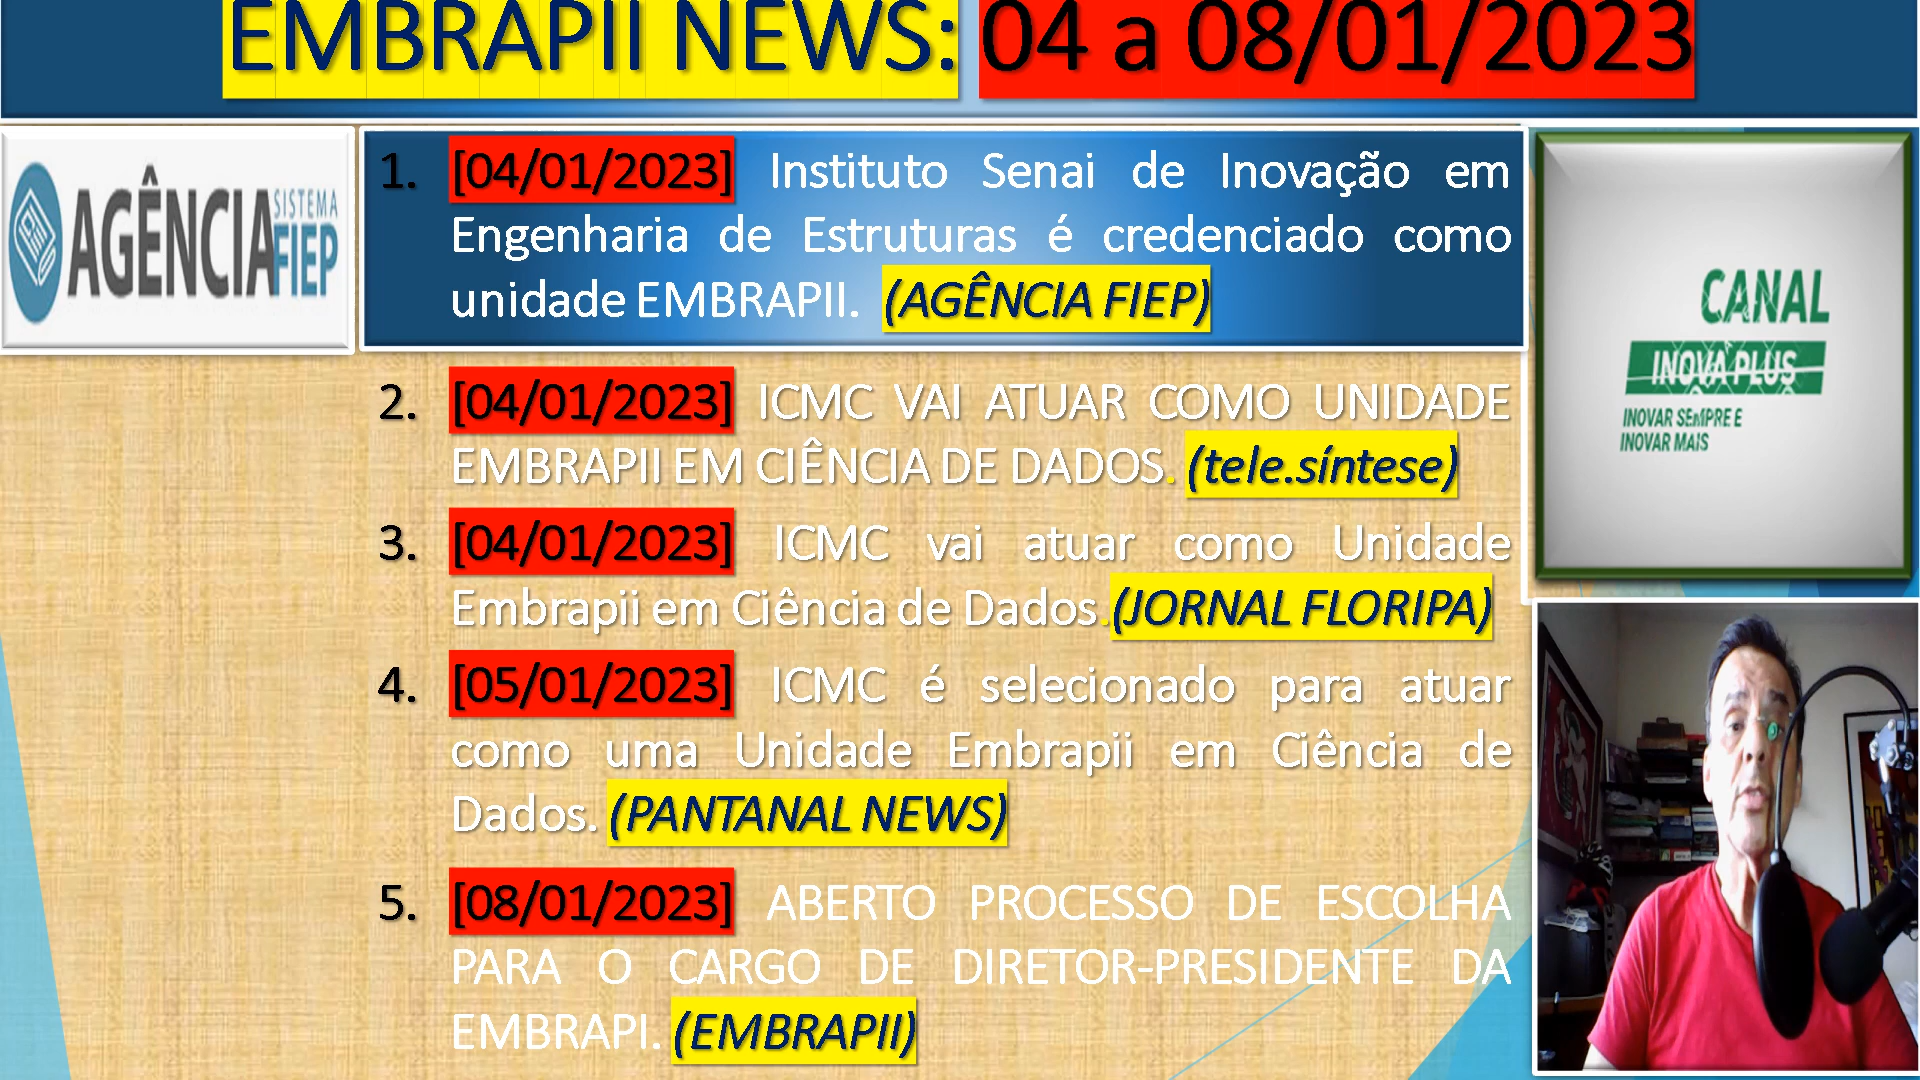 EMBRAPII NEWS: 04 a 08/01/2023
AGÊNCIA SISTEMA FIEP
1. [04/01/2023] Instituto Senai de Inovação em
Engenharia de Estruturas é credenciado como
unidade EMBRAPII. (AGÊNCIA FIEP)
2. [04/01/2023] ICMC VAI ATUAR COMO UNIDADE
EMBRAPII EM CIÊNCIA DE DADOS. (tele.síntese)
3. [04/01/2023] ICMC vai atuar como Unidade
Embrapii em Ciência de Dados.(JORNAL FLORIPA)
4. [05/01/2023] ICMC é selecionado para atuar
como uma Unidade Embrapii em Ciência de
Dados. (PANTANAL NEWS)
5. [08/01/2023] ABERTO PROCESSO DE ESCOLHA
PARA O CARGO DE DIRETOR-PRESIDENTE DA
EMBRAPI. (EMBRAPII)
CANAL
INOVA PLUS
INOVAR SEMPRE E
INOVAR MAIS